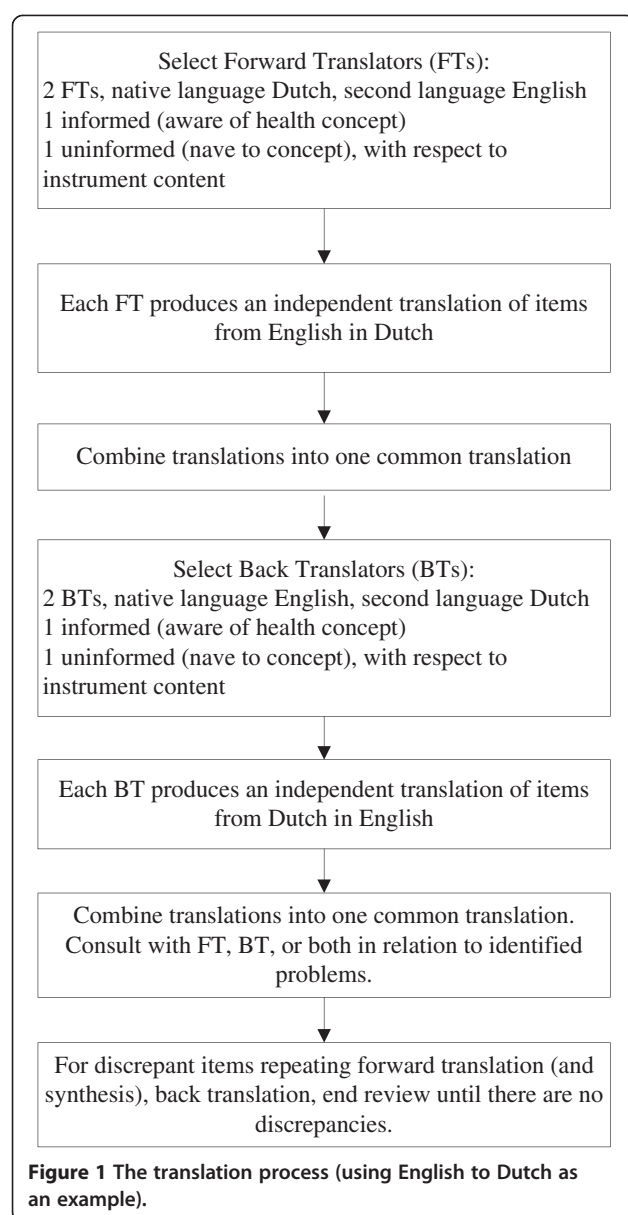 Select Forward Translators (FTs):
2 FTs, native language Dutch, second language English
1 informed (aware of health concept)
1 uninformed (nave to concept), with respect to
instrument content
Each FT produces an independent translation of items
from English in Dutch
Combine translations into one common translation
Select Back Translators (BTs):
2 BTs, native language English, second language Dutch
1 informed (aware of health concept)
1 uninformed (nave to concept), with respect to
instrument content
Each BT produces an independent translation of items
from Dutch in English
Combine translations into one common translation.
Consult with FT, BT, or both in relation to identified
problems.
For discrepant items repeating forward translation (and
synthesis), back translation, end review until there are no
discrepancies.
Figure 1 The translation process (using English to Dutch as
an example).